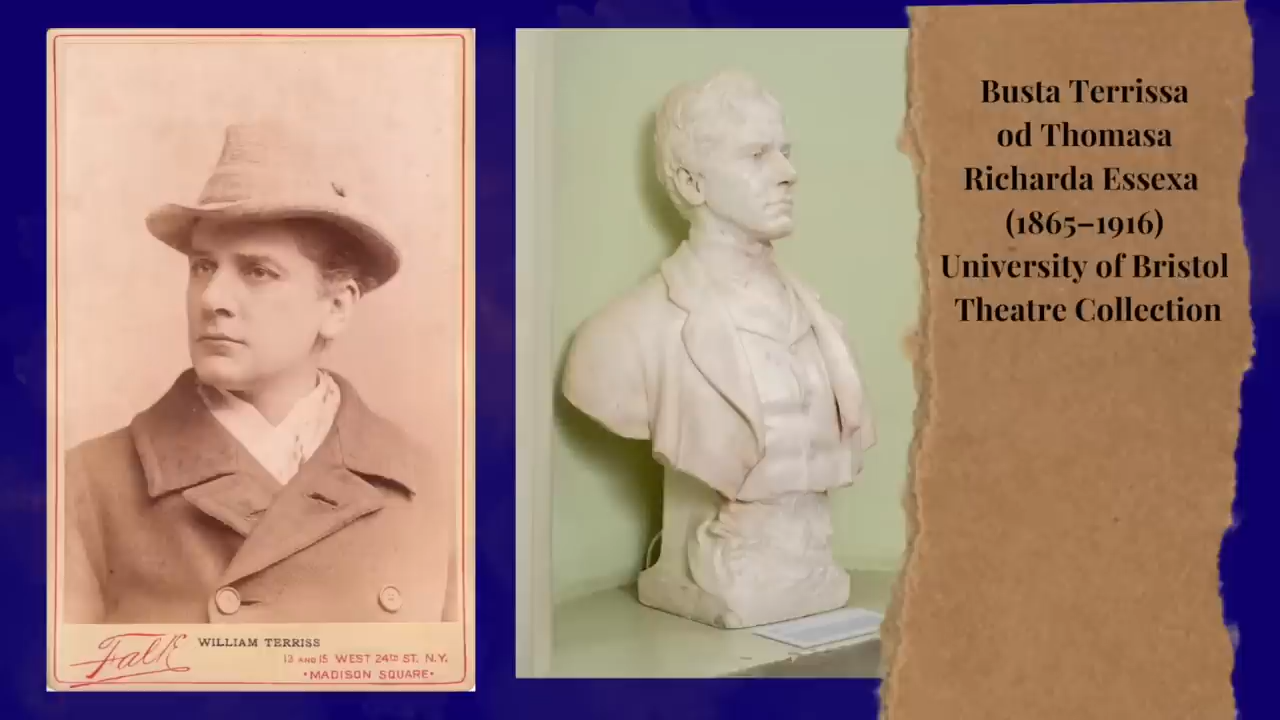 Falk
WILLIAM TERRISS
13 AND 15 WEST 24th ST. N.Y.
•MADISON SQUARE•
Busta Terrissa
od Thomasa
Richarda Essexa
(1865–1916)
University of Bristol
Theatre Collection